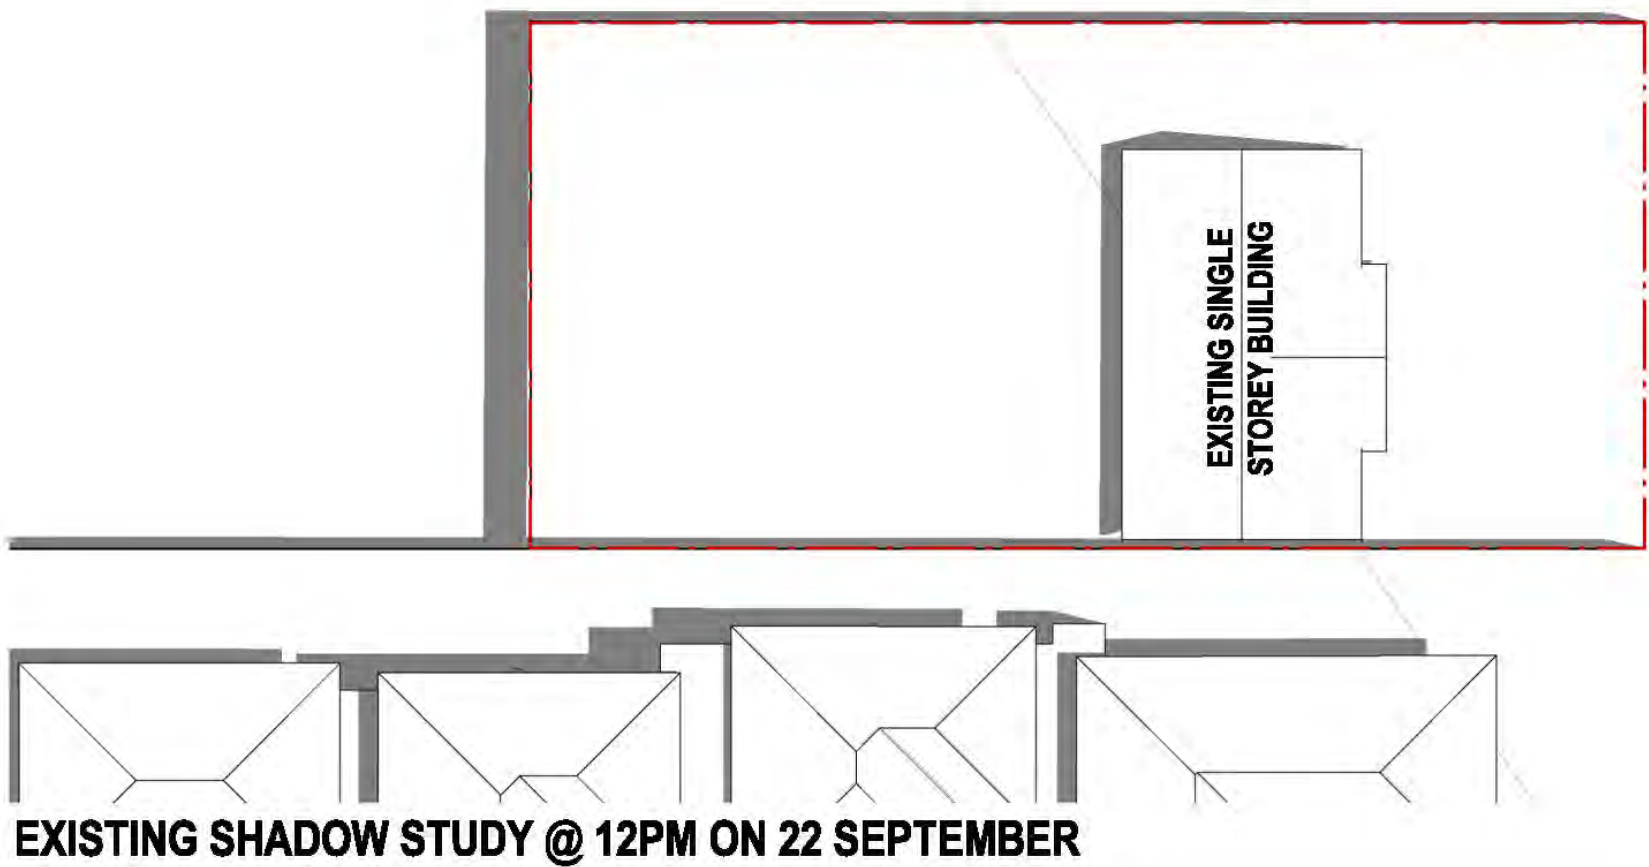 EXISTING SINGLE
STOREY BUILDING
EXISTING SHADOW STUDY @ 12PM ON 22 SEPTEMBER